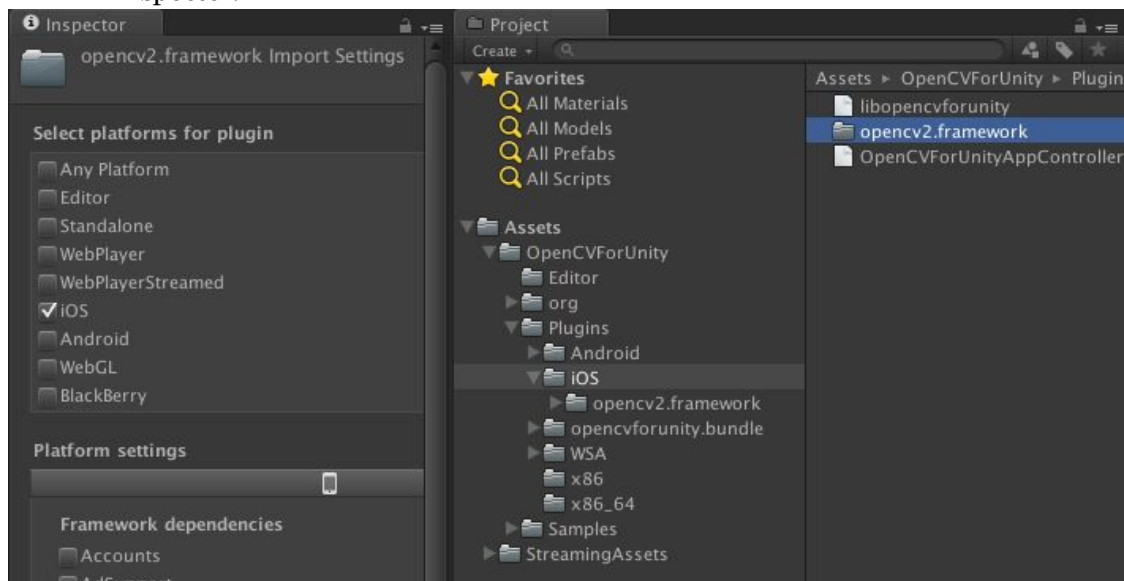 Inspector
opencv2.framework Import Settings
Select platforms for plugin
Any Platform
Editor
Standalone
WebPlayer
WebPlayerStreamed
iOS
Android
WebGL
BlackBerry
Platform settings
Framework dependencies
Accounts
Project
Create
Favorites
All Materials
All Models
All Prefabs
All Scripts
Assets
OpenCVForUnity
Editor
org
Plugins
Android
iOS
opencv2.framework
opencvforunity.bundle
WSA
x86
x86_64
Samples
StreamingAssets
Assets ▸ OpenCVForUnity ▸ Plugin
libopencvforunity
opencv2.framework
OpenCVForUnityAppController